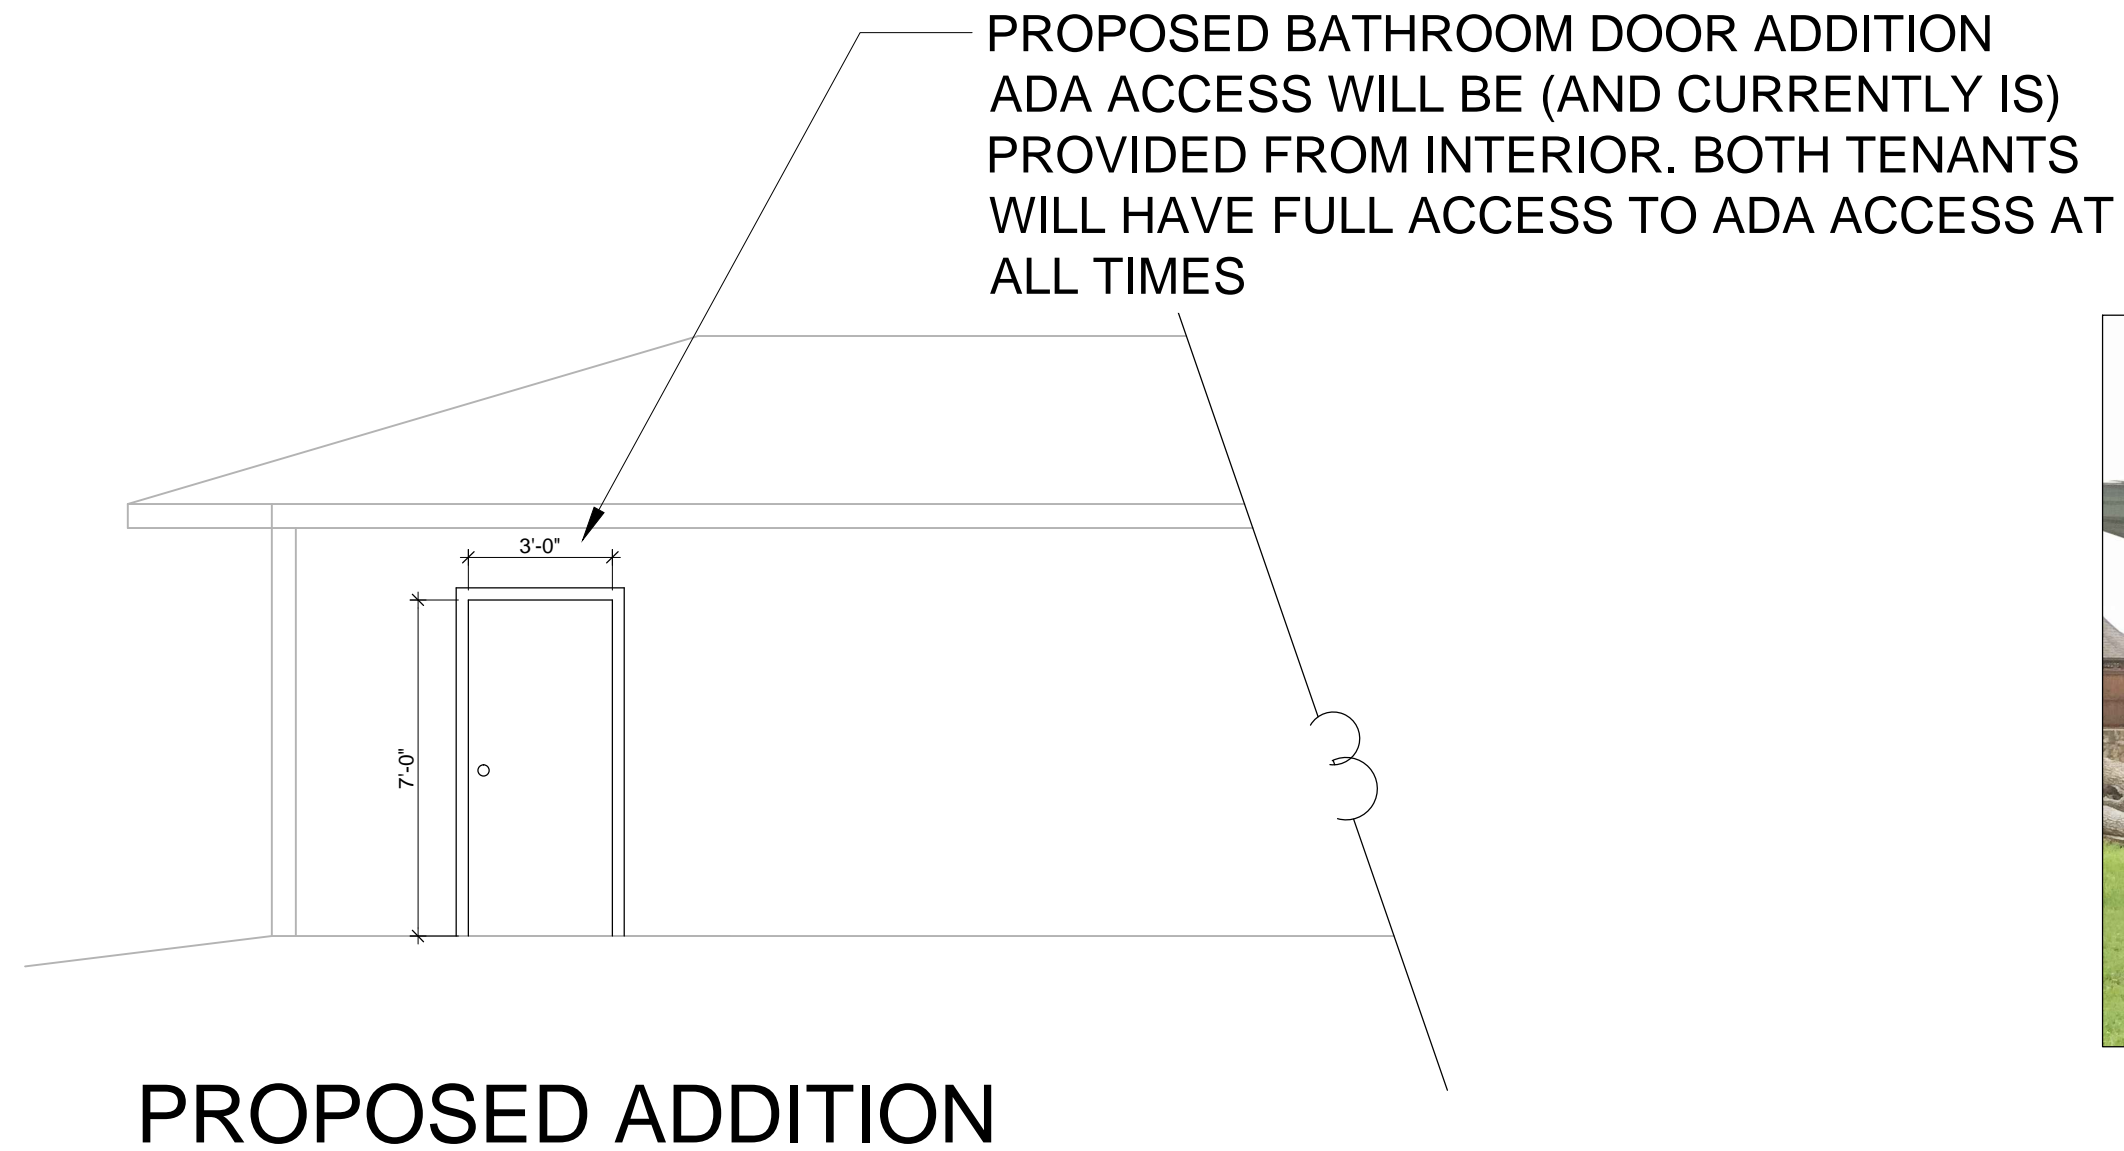 PROPOSED BATHROOM DOOR ADDITION
ADA ACCESS WILL BE (AND CURRENTLY IS)
PROVIDED FROM INTERIOR. BOTH TENANTS
WILL HAVE FULL ACCESS TO ADA ACCESS AT
ALL TIMES
3'-0"
7'-0"
PROPOSED ADDITION